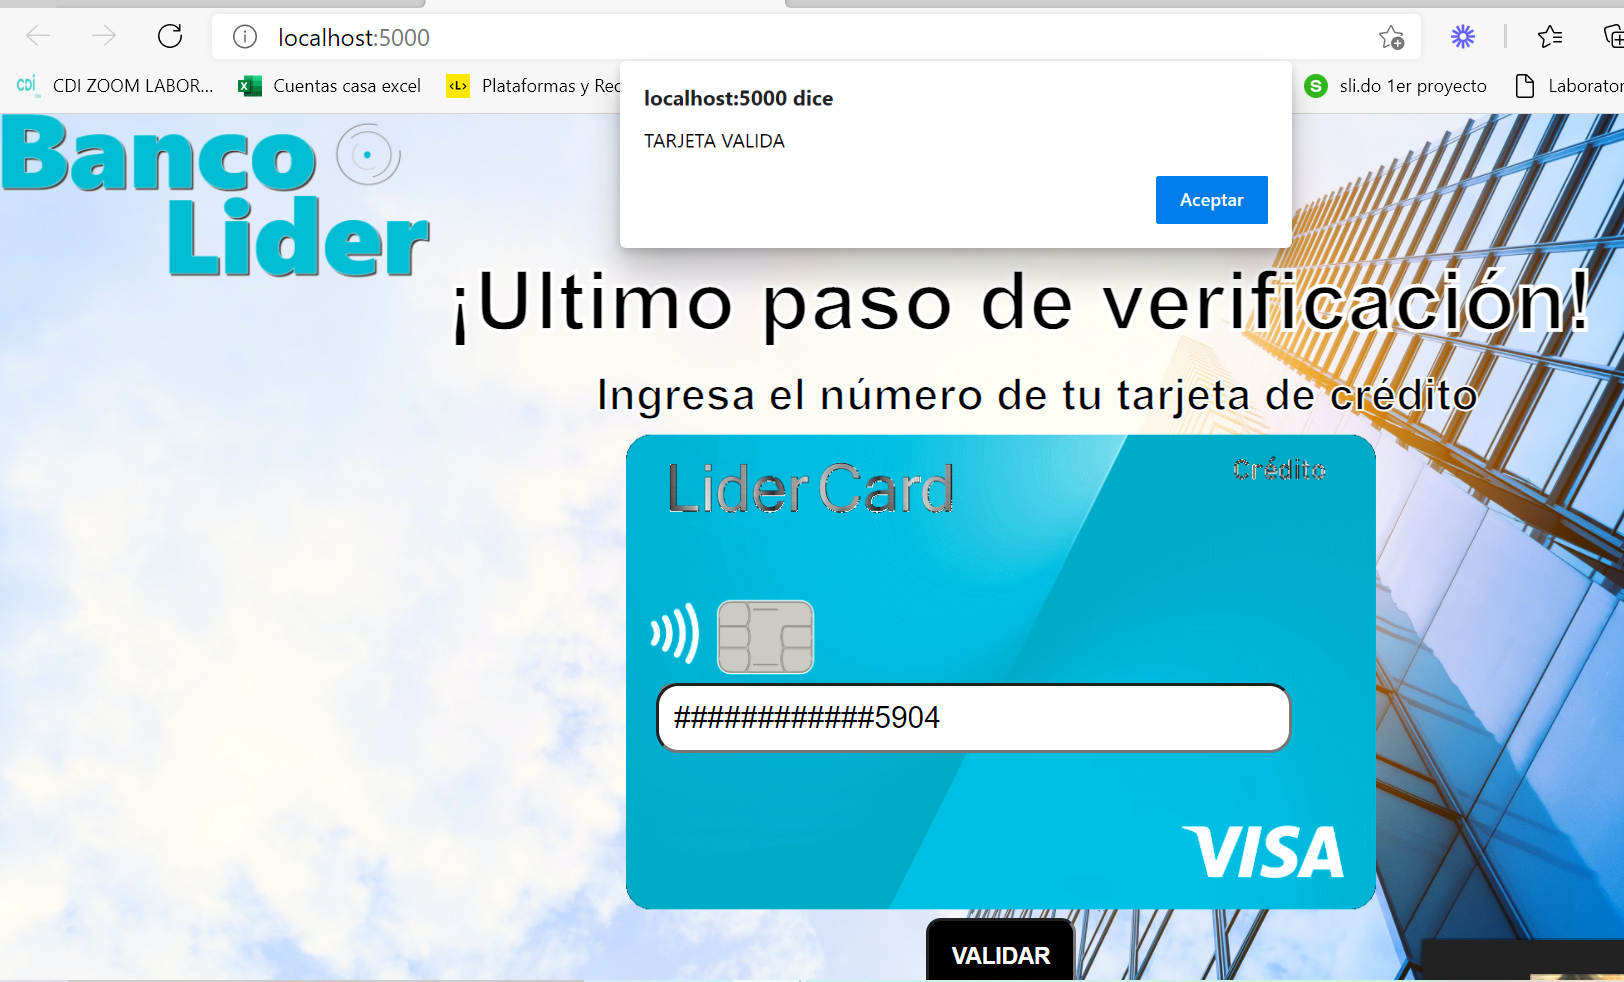 localhost:5000
CDI ZOOM LABOR...
Cuentas casa excel
Plataformas y Rec
sli.do 1er proyecto
Laborator
localhost:5000 dice
TARJETA VALIDA
Aceptar
Banco
Lider
¡Ultimo paso de verificación!
Ingresa el número de tu tarjeta de crédito
Lider Card
Crédito
############5904
VISA
VALIDAR